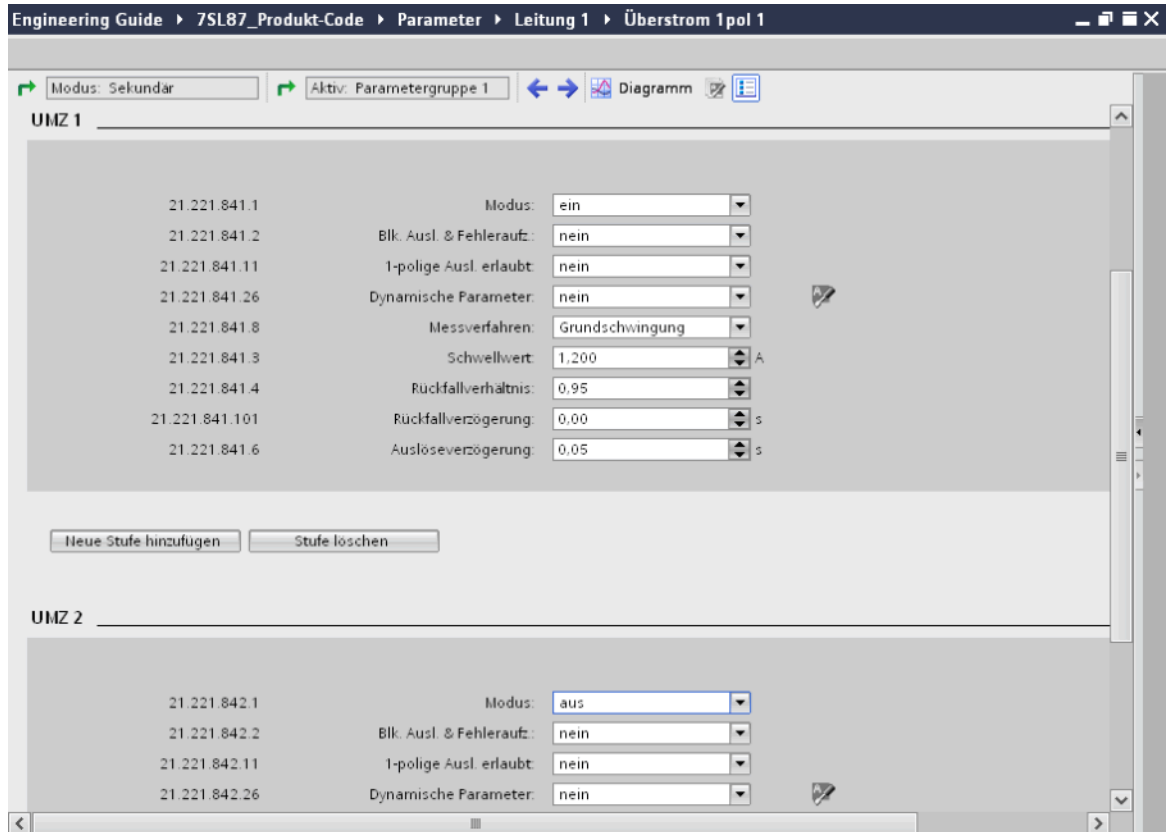 Engineering Guide ▸ 7SL87_Produkt-Code ▸ Parameter ▸ Leitung 1 ▸ Überstrom 1pol 1
Modus: Sekundär Aktiv: Parametergruppe 1 Diagramm
UMZ 1
21.221.841.1 Modus: ein
21.221.841.2 Blk. Ausl. & Fehleraufz.: nein
21.221.841.11 1-polige Ausl. erlaubt: nein
21.221.841.26 Dynamische Parameter: nein
21.221.841.8 Messverfahren: Grundschwingung
21.221.841.3 Schwellwert: 1,200 A
21.221.841.4 Rückfallverhältnis: 0,95
21.221.841.101 Rückfallverzögerung: 0,00 s
21.221.841.6 Auslöseverzögerung: 0,05 s
Neue Stufe hinzufügen Stufe löschen
UMZ 2
21.221.842.1 Modus: aus
21.221.842.2 Blk. Ausl. & Fehleraufz.: nein
21.221.842.11 1-polige Ausl. erlaubt: nein
21.221.842.26 Dynamische Parameter: nein